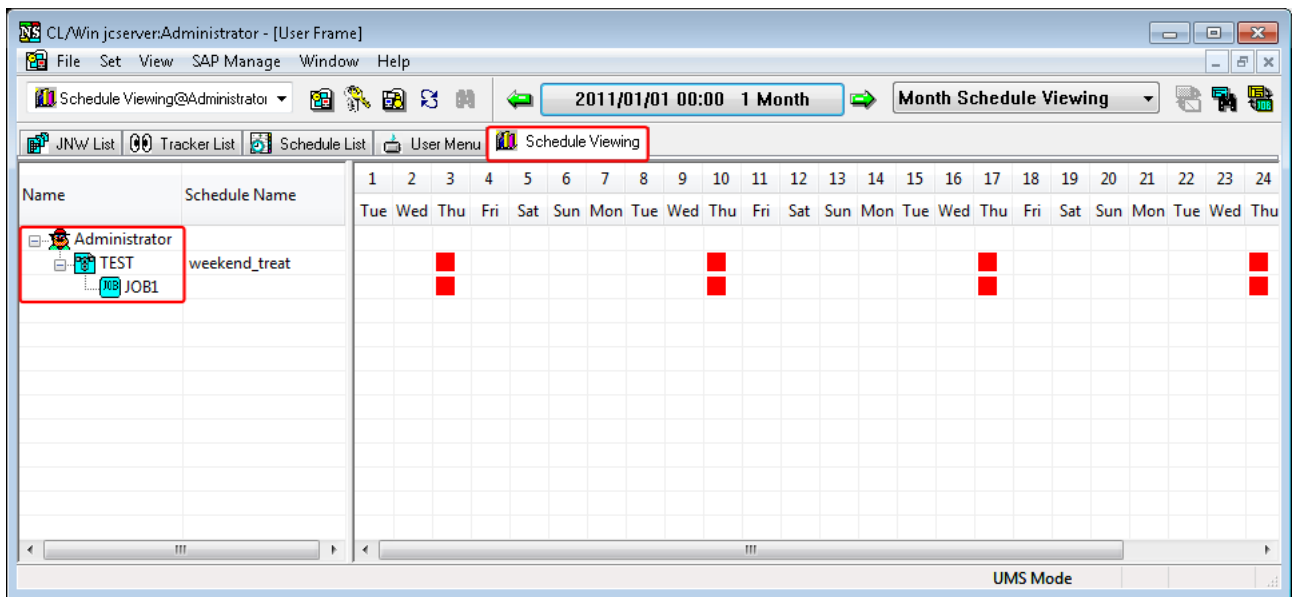 CL/Win jcserver:Administrator - [User Frame]
File Set View SAP Manage Window Help
Schedule Viewing@Administrator 2011/01/01 00:00 1 Month Month Schedule Viewing
JNW List Tracker List Schedule List User Menu Schedule Viewing
Name Schedule Name 1 2 3 4 5 6 7 8 9 10 11 12 13 14 15 16 17 18 19 20 21 22 23 24
Tue Wed Thu Fri Sat Sun Mon Tue Wed Thu Fri Sat Sun Mon Tue Wed Thu Fri Sat Sun Mon Tue Wed Thu
Administrator
TEST weekend_treat
JOB JOB1
UMS Mode